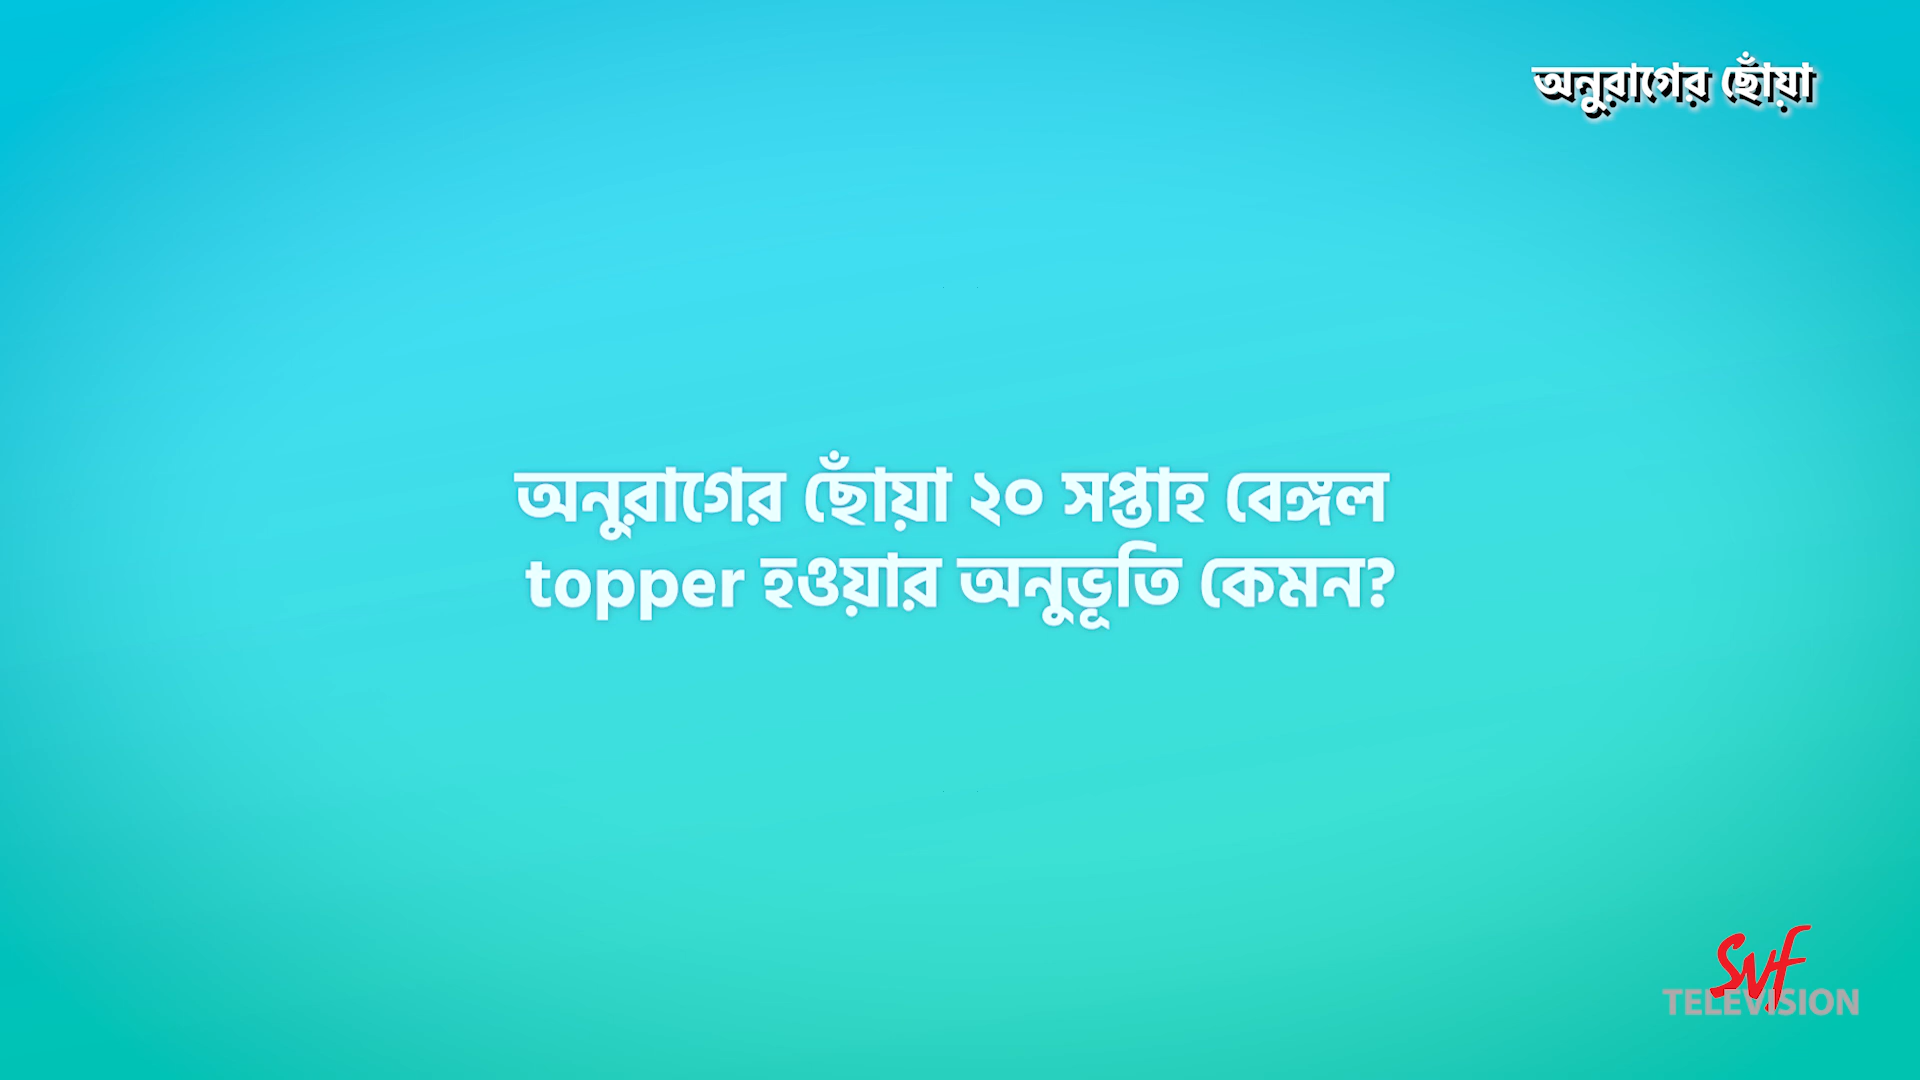 অনুরাগের ছোঁয়া
অনুরাগের ছোঁয়া ২০ সপ্তাহ বেঙ্গল
topper হওয়ার অনুভূতি কেমন?
svf
TELEVISION